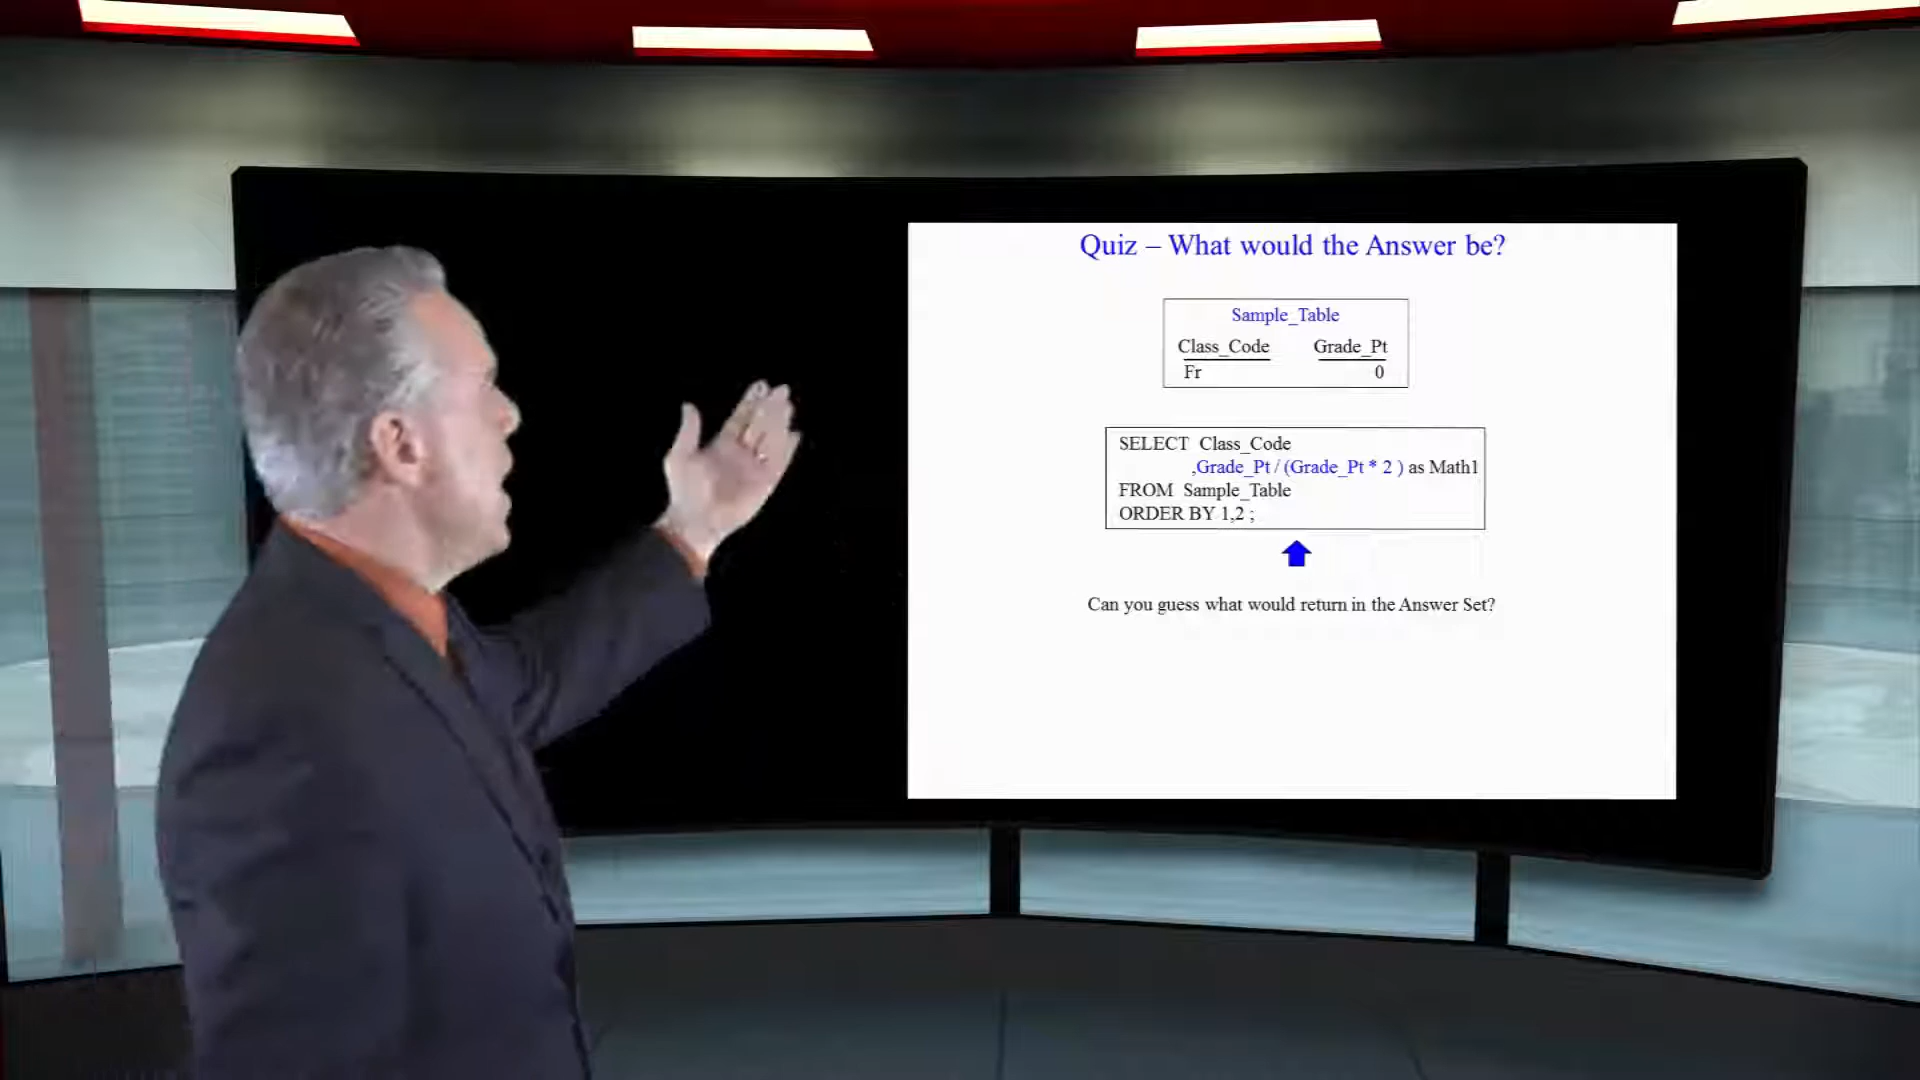 Quiz – What would the Answer be?
Sample_Table
Class_Code Grade_Pt
Fr 0
SELECT Class_Code
,Grade_Pt / (Grade_Pt * 2 ) as Math1
FROM Sample_Table
ORDER BY 1,2 ;
Can you guess what would return in the Answer Set?